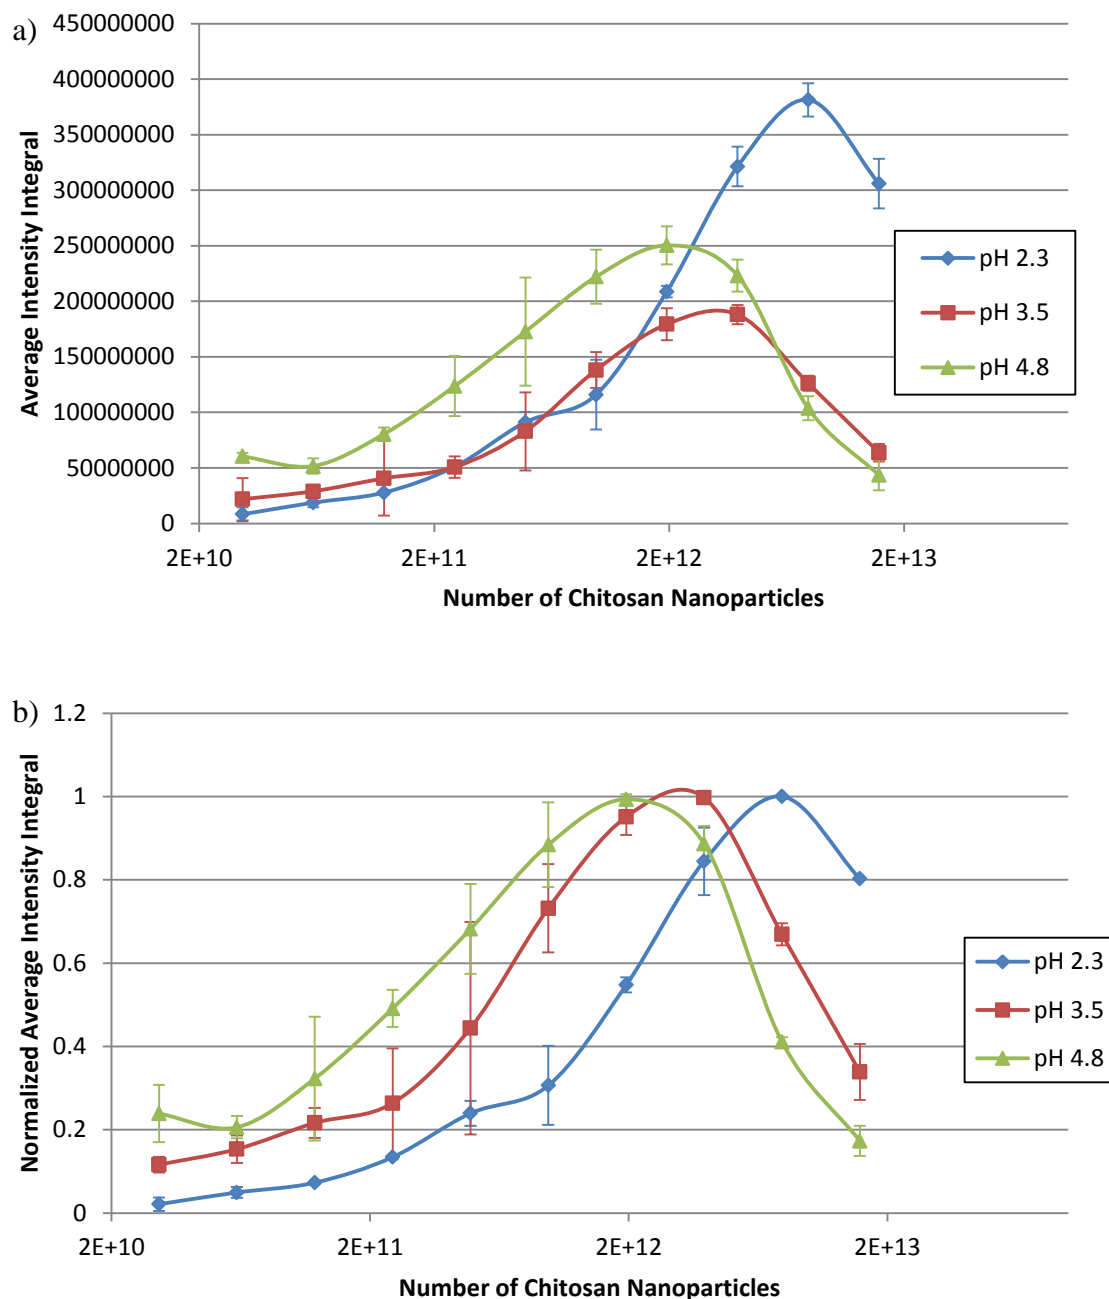 a)
450000000
400000000
350000000
300000000
250000000
200000000
150000000
100000000
50000000
0
Average Intensity Integral
2E+10 2E+11 2E+12 2E+13
Number of Chitosan Nanoparticles
pH 2.3
pH 3.5
pH 4.8
b)
1.2
1
0.8
0.6
0.4
0.2
0
Normalized Average Intensity Integral
2E+10 2E+11 2E+12 2E+13
Number of Chitosan Nanoparticles
pH 2.3
pH 3.5
pH 4.8